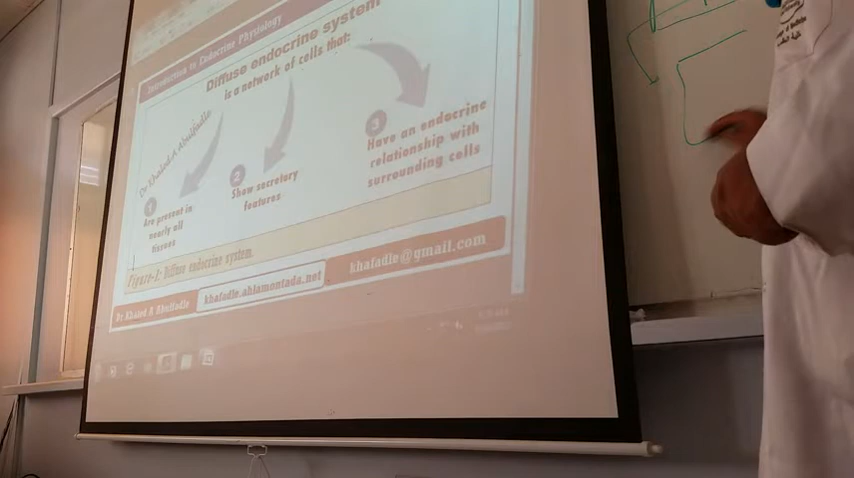 Introduction to Endocrine Physiology
Diffuse endocrine system
is a network of cells that:
Dr Khaled A Abulfadle
1
Are present in
nearly all
tissues
2
Show secretory
features
3
Have an endocrine
relationship with
surrounding cells
Figure-1: Diffuse endocrine system.
Dr Khaled A Abulfadle
khafadle.ahlamontada.net
khafadle@gmail.com